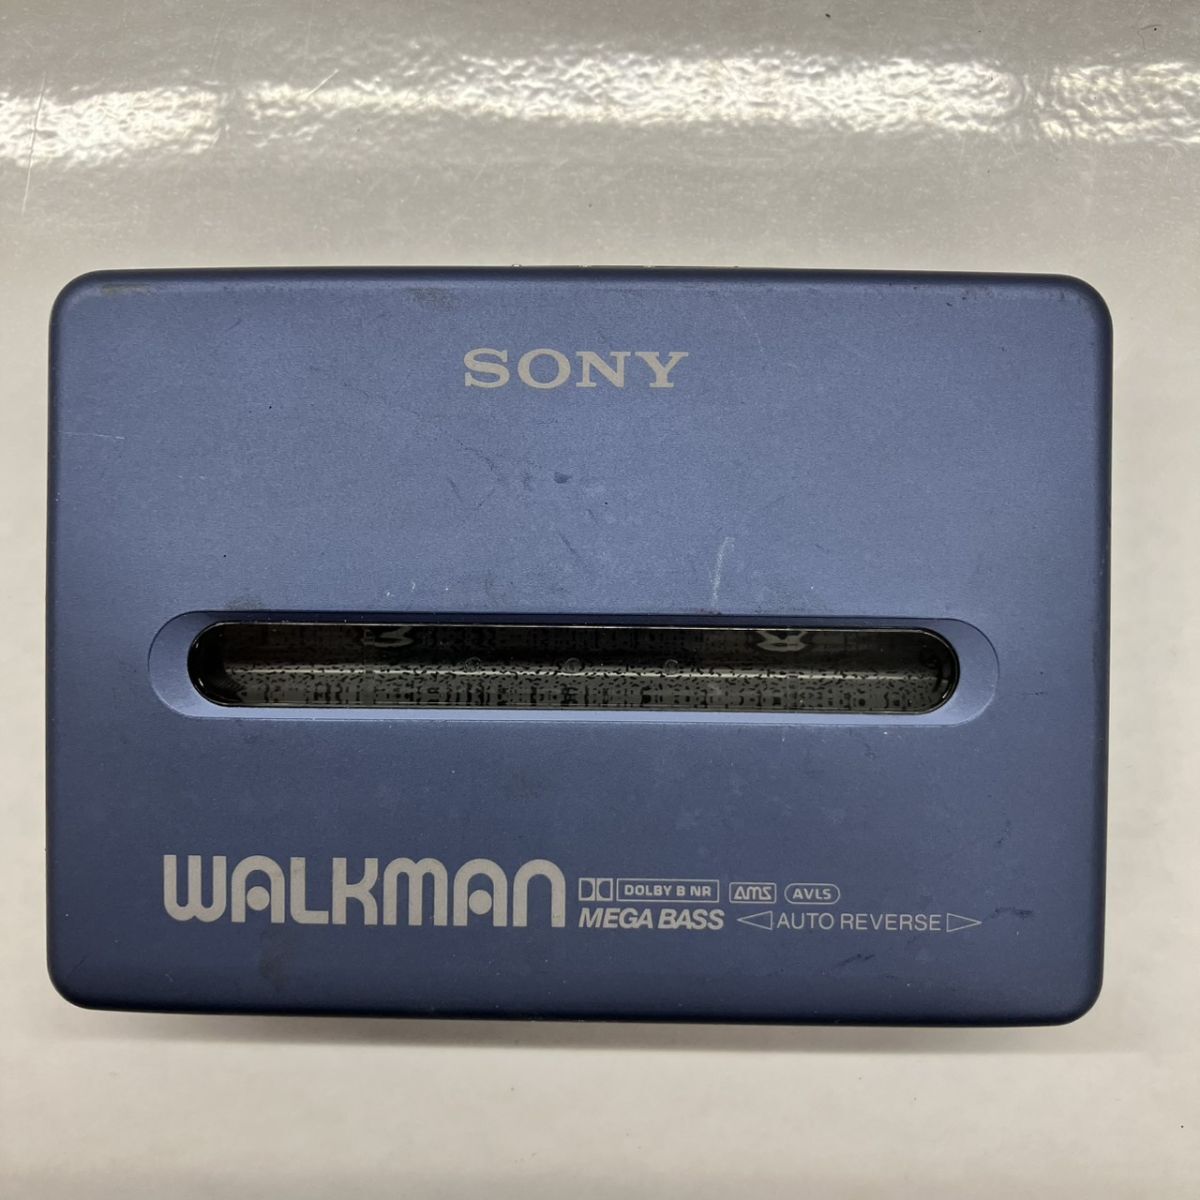 SONY
WALKMAN
DOLBY B NR AMS AVLS
MEGA BASS AUTO REVERSE